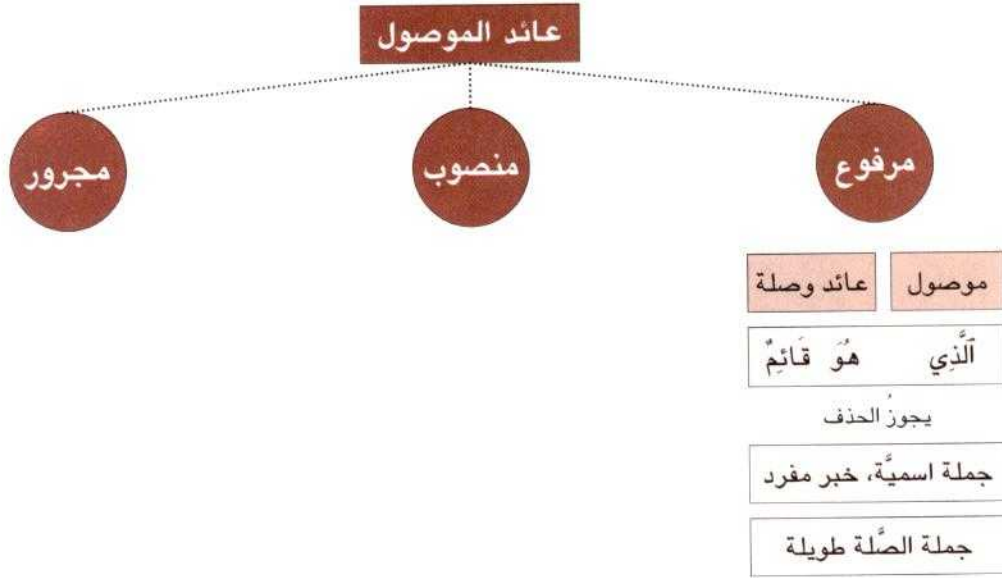 عائد الموصول
مرفوع
منصوب
مجرور
موصول
عائد وصلة
ٱلَّذِي هُوَ قَائِمٌ
يجوزُ الحذف
جملة اسميَّة، خبر مفرد
جملة الصِّلة طويلة